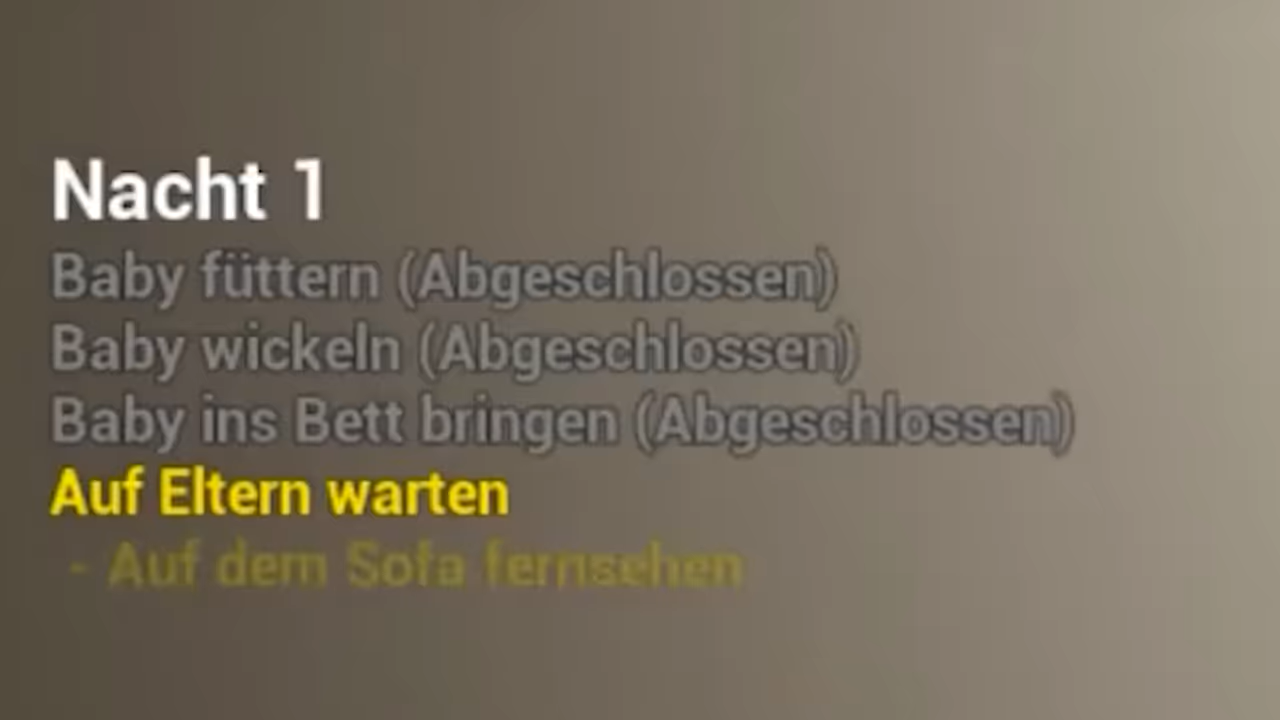 Nacht 1
Baby füttern (Abgeschlossen)
Baby wickeln (Abgeschlossen)
Baby ins Bett bringen (Abgeschlossen)
Auf Eltern warten
- Auf dem Sofa fernsehen